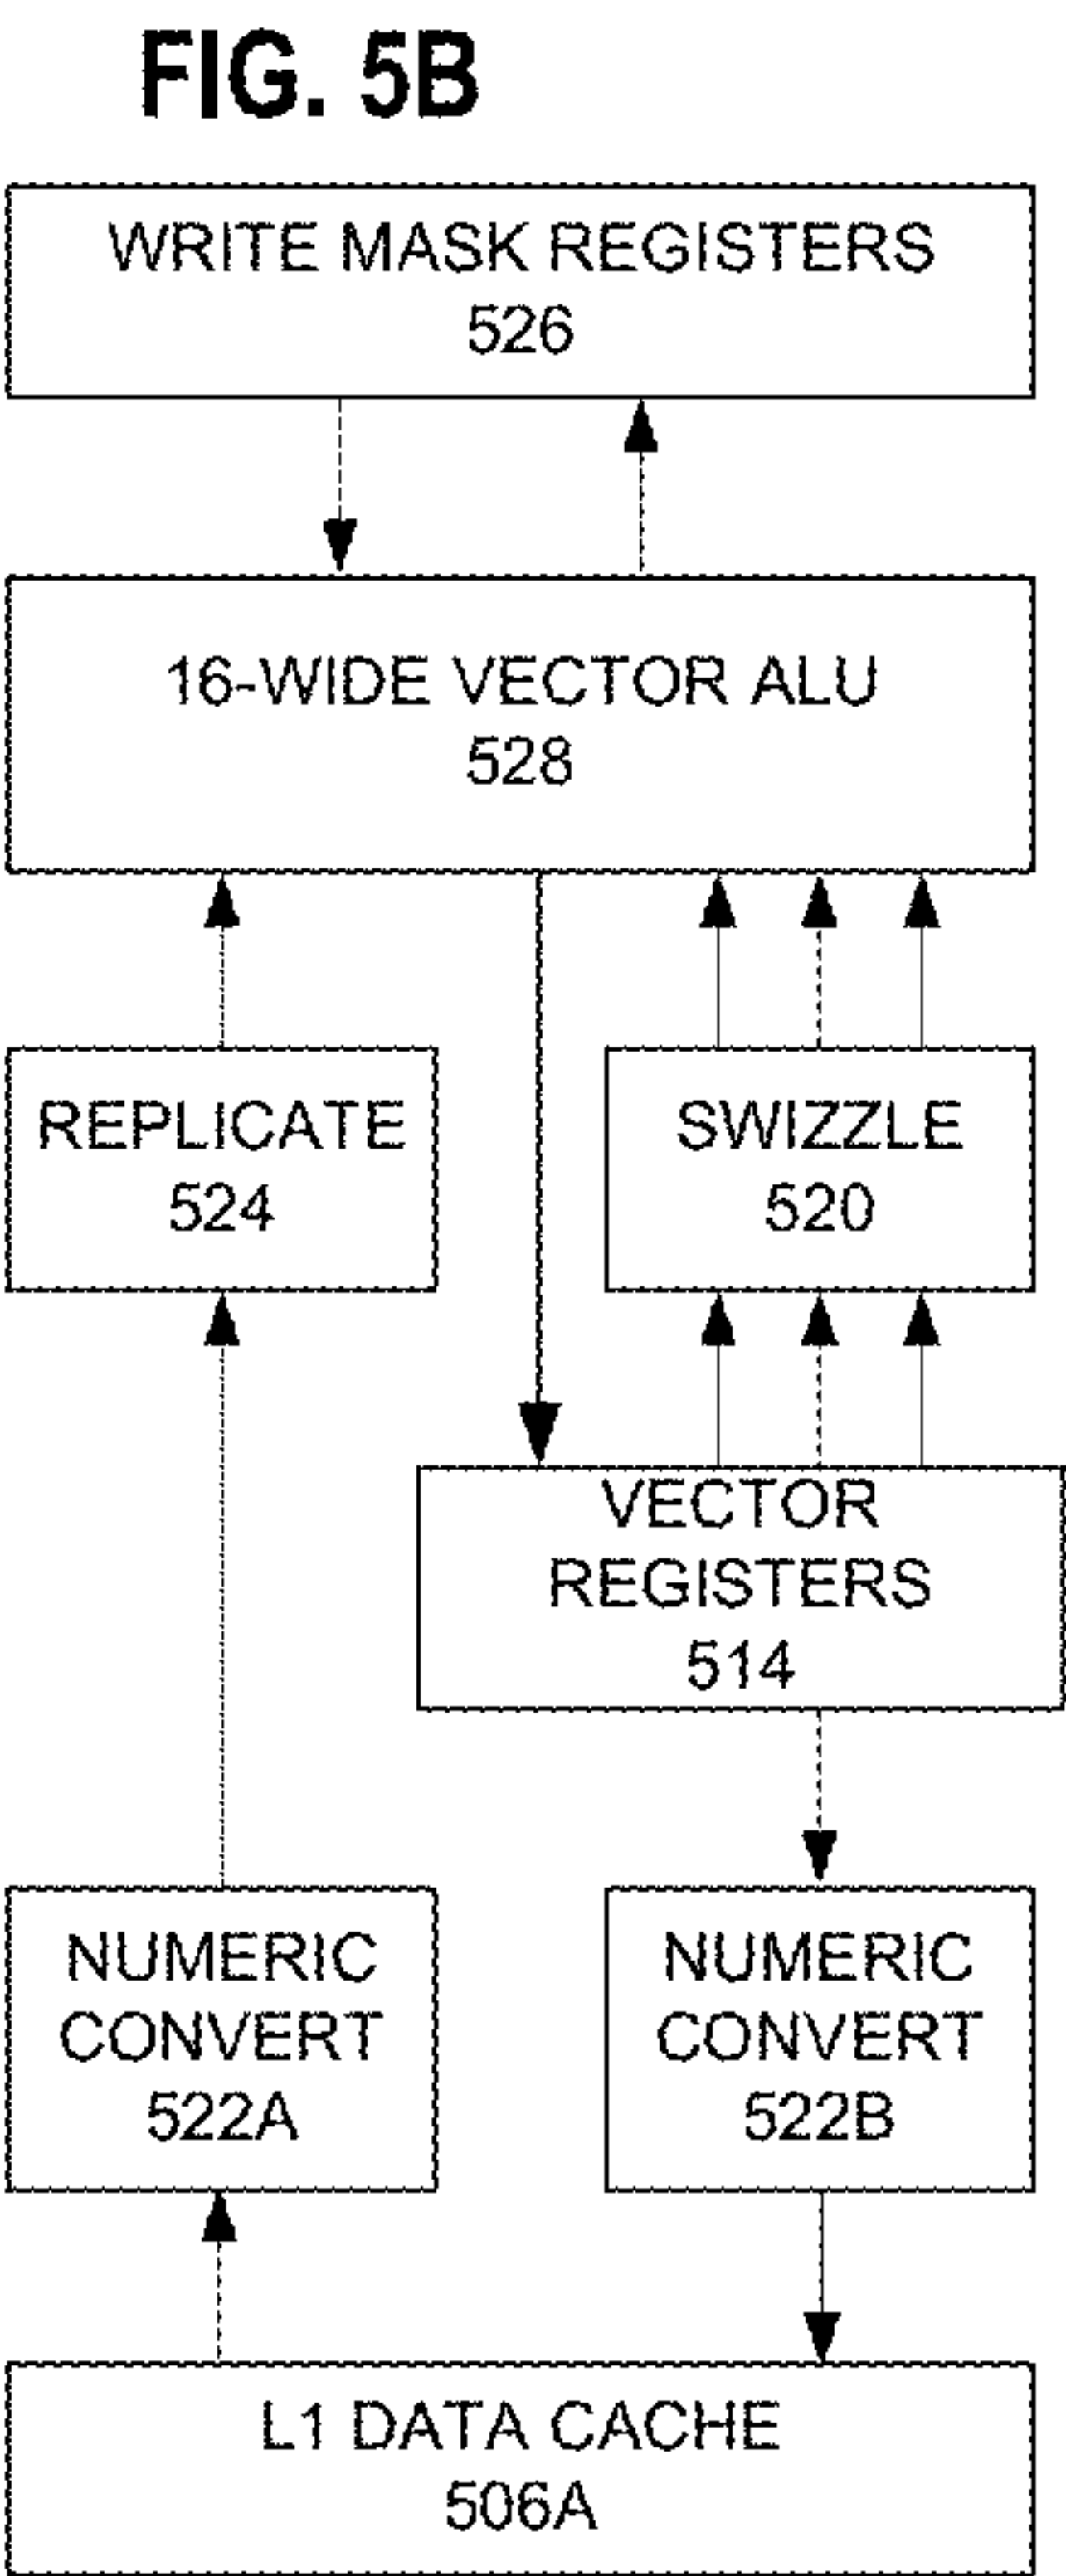 FIG. 5B
WRITE MASK REGISTERS
526
16-WIDE VECTOR ALU
528
REPLICATE
524
SWIZZLE
520
VECTOR
REGISTERS
514
NUMERIC
CONVERT
522A
NUMERIC
CONVERT
522B
L1 DATA CACHE
506A